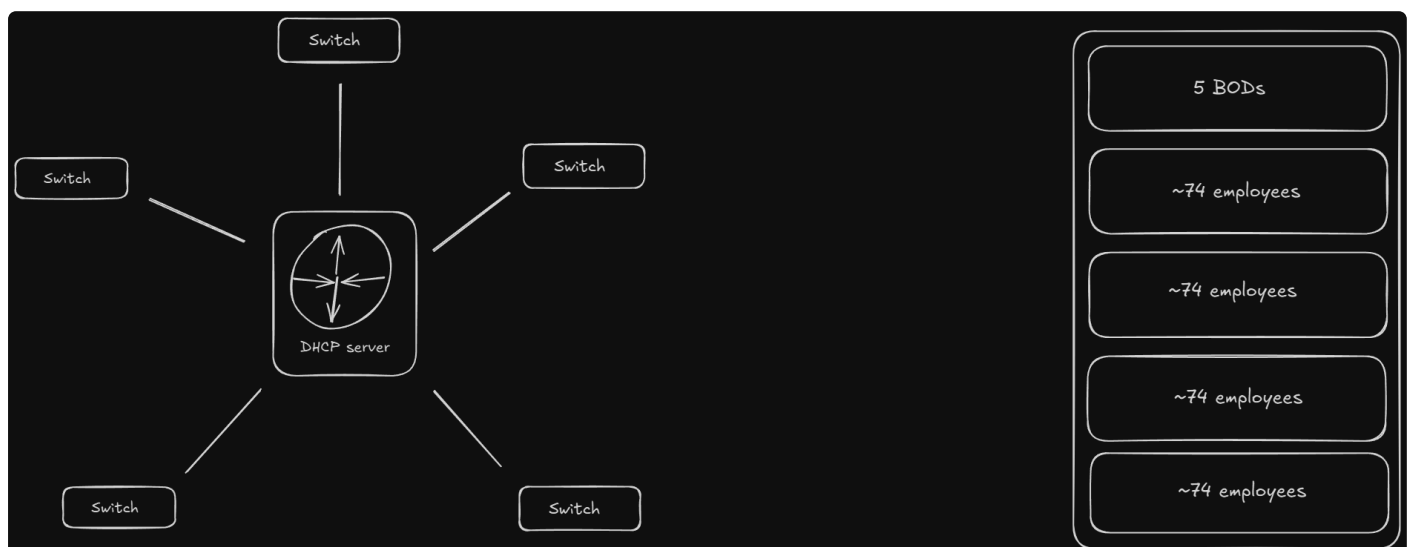 Switch
Switch
Switch
DHCP server
Switch
Switch
5 BODs
~74 employees
~74 employees
~74 employees
~74 employees